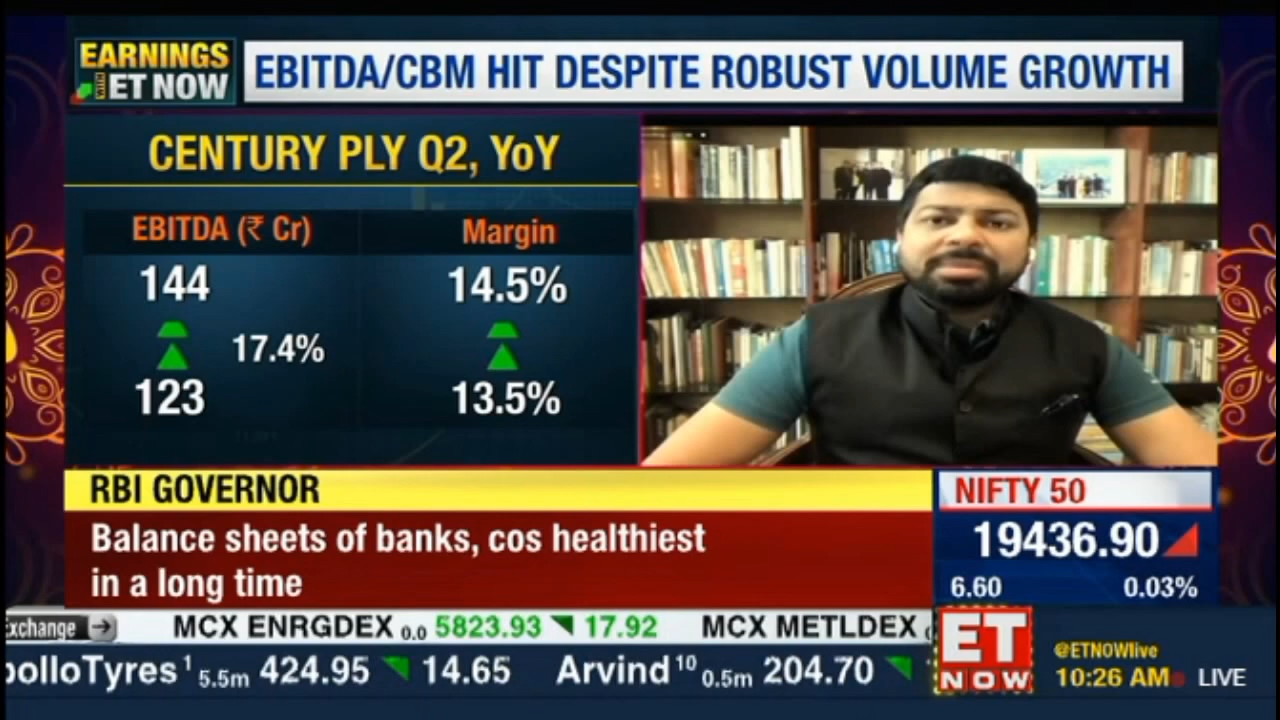 EARNINGS
WITH
ET NOW
EBITDA/CBM HIT DESPITE ROBUST VOLUME GROWTH
CENTURY PLY Q2, YoY
EBITDA (₹ Cr)
Margin
144
14.5%
17.4%
123
13.5%
RBI GOVERNOR
Balance sheets of banks, cos healthiest
in a long time
NIFTY 50
19436.90
6.60
0.03%
Exchange
MCX ENRGDEX 0.0 5823.93 17.92 MCX METLDEX
polloTyres 1 5.5m 424.95 14.65 Arvind 10 0.5m 204.70
ET
NOW
@ETNOWlive
10:26 AM
LIVE